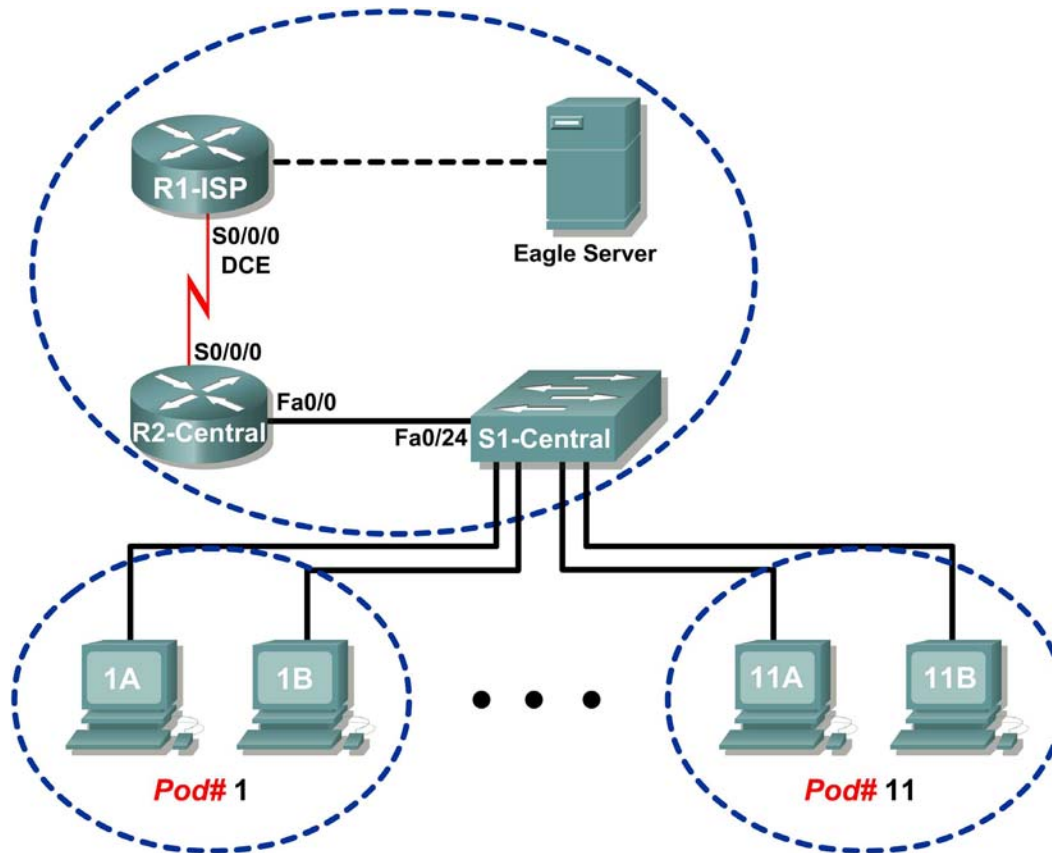 R1-ISP
S0/0/0
DCE
Eagle Server
S0/0/0
R2-Central
Fa0/0
Fa0/24
S1-Central
1A
1B
11A
11B
Pod# 1
Pod# 11